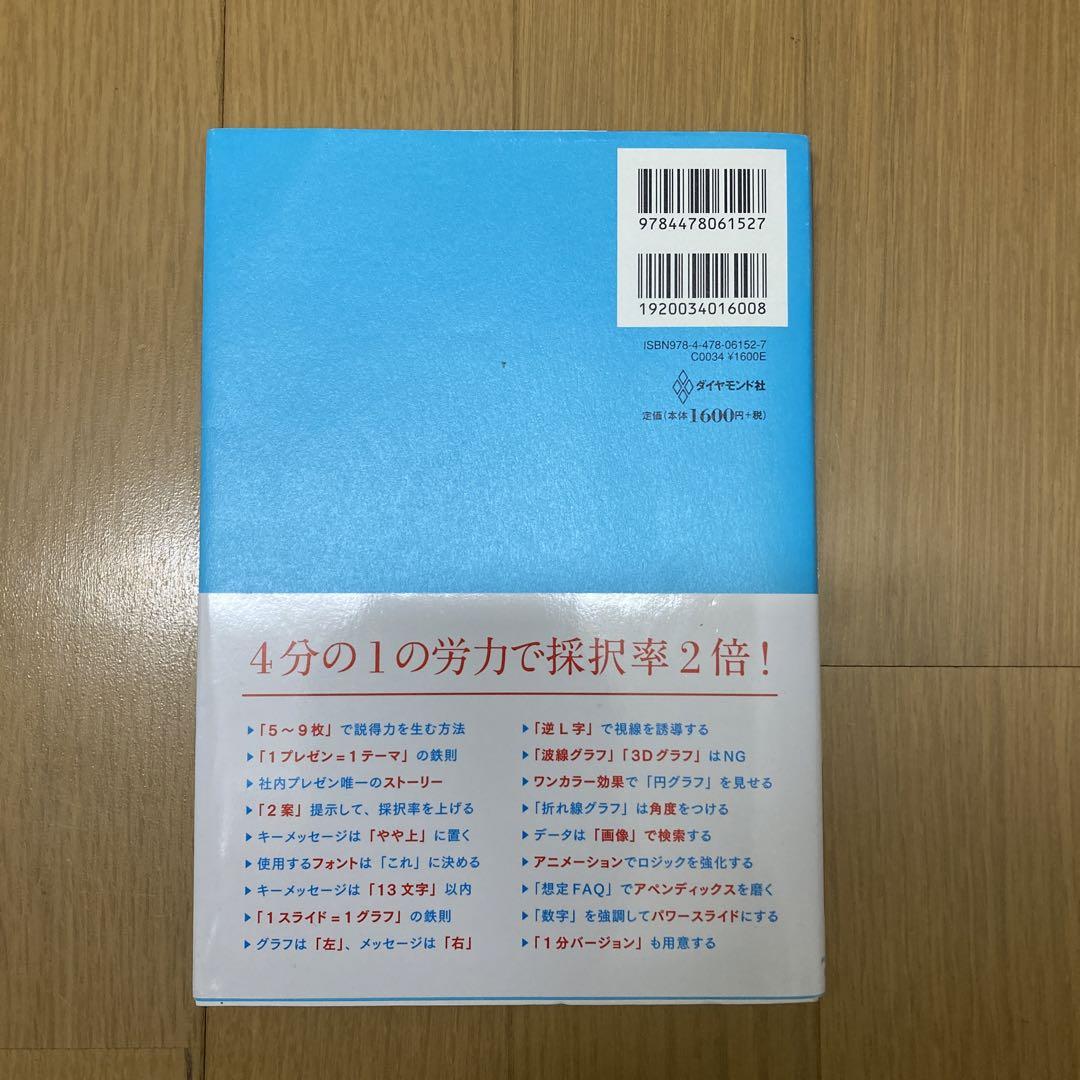 9784478061527
1920034016008
ISBN978-4-478-06152-7
C0034 ¥1600E
ダイヤモンド社
定価(本体1600円+税)
4分の1の労力で採択率2倍!
▶「5〜9枚」で説得力を生む方法
▶「1プレゼン=1テーマ」の鉄則
▶社内プレゼン唯一のストーリー
▶「2案」提示して、採択率を上げる
▶キーメッセージは「やや上」に置く
▶使用するフォントは「これ」に決める
▶キーメッセージは「13文字」以内
▶「1スライド=1グラフ」の鉄則
▶グラフは「左」、メッセージは「右」
▶「逆L字」で視線を誘導する
▶「波線グラフ」「3Dグラフ」はNG
▶ワンカラー効果で「円グラフ」を見せる
▶「折れ線グラフ」は角度をつける
▶データは「画像」で検索する
▶アニメーションでロジックを強化する
▶「想定FAQ」でアペンディックスを磨く
▶「数字」を強調してパワースライドにする
▶「1分バージョン」も用意する